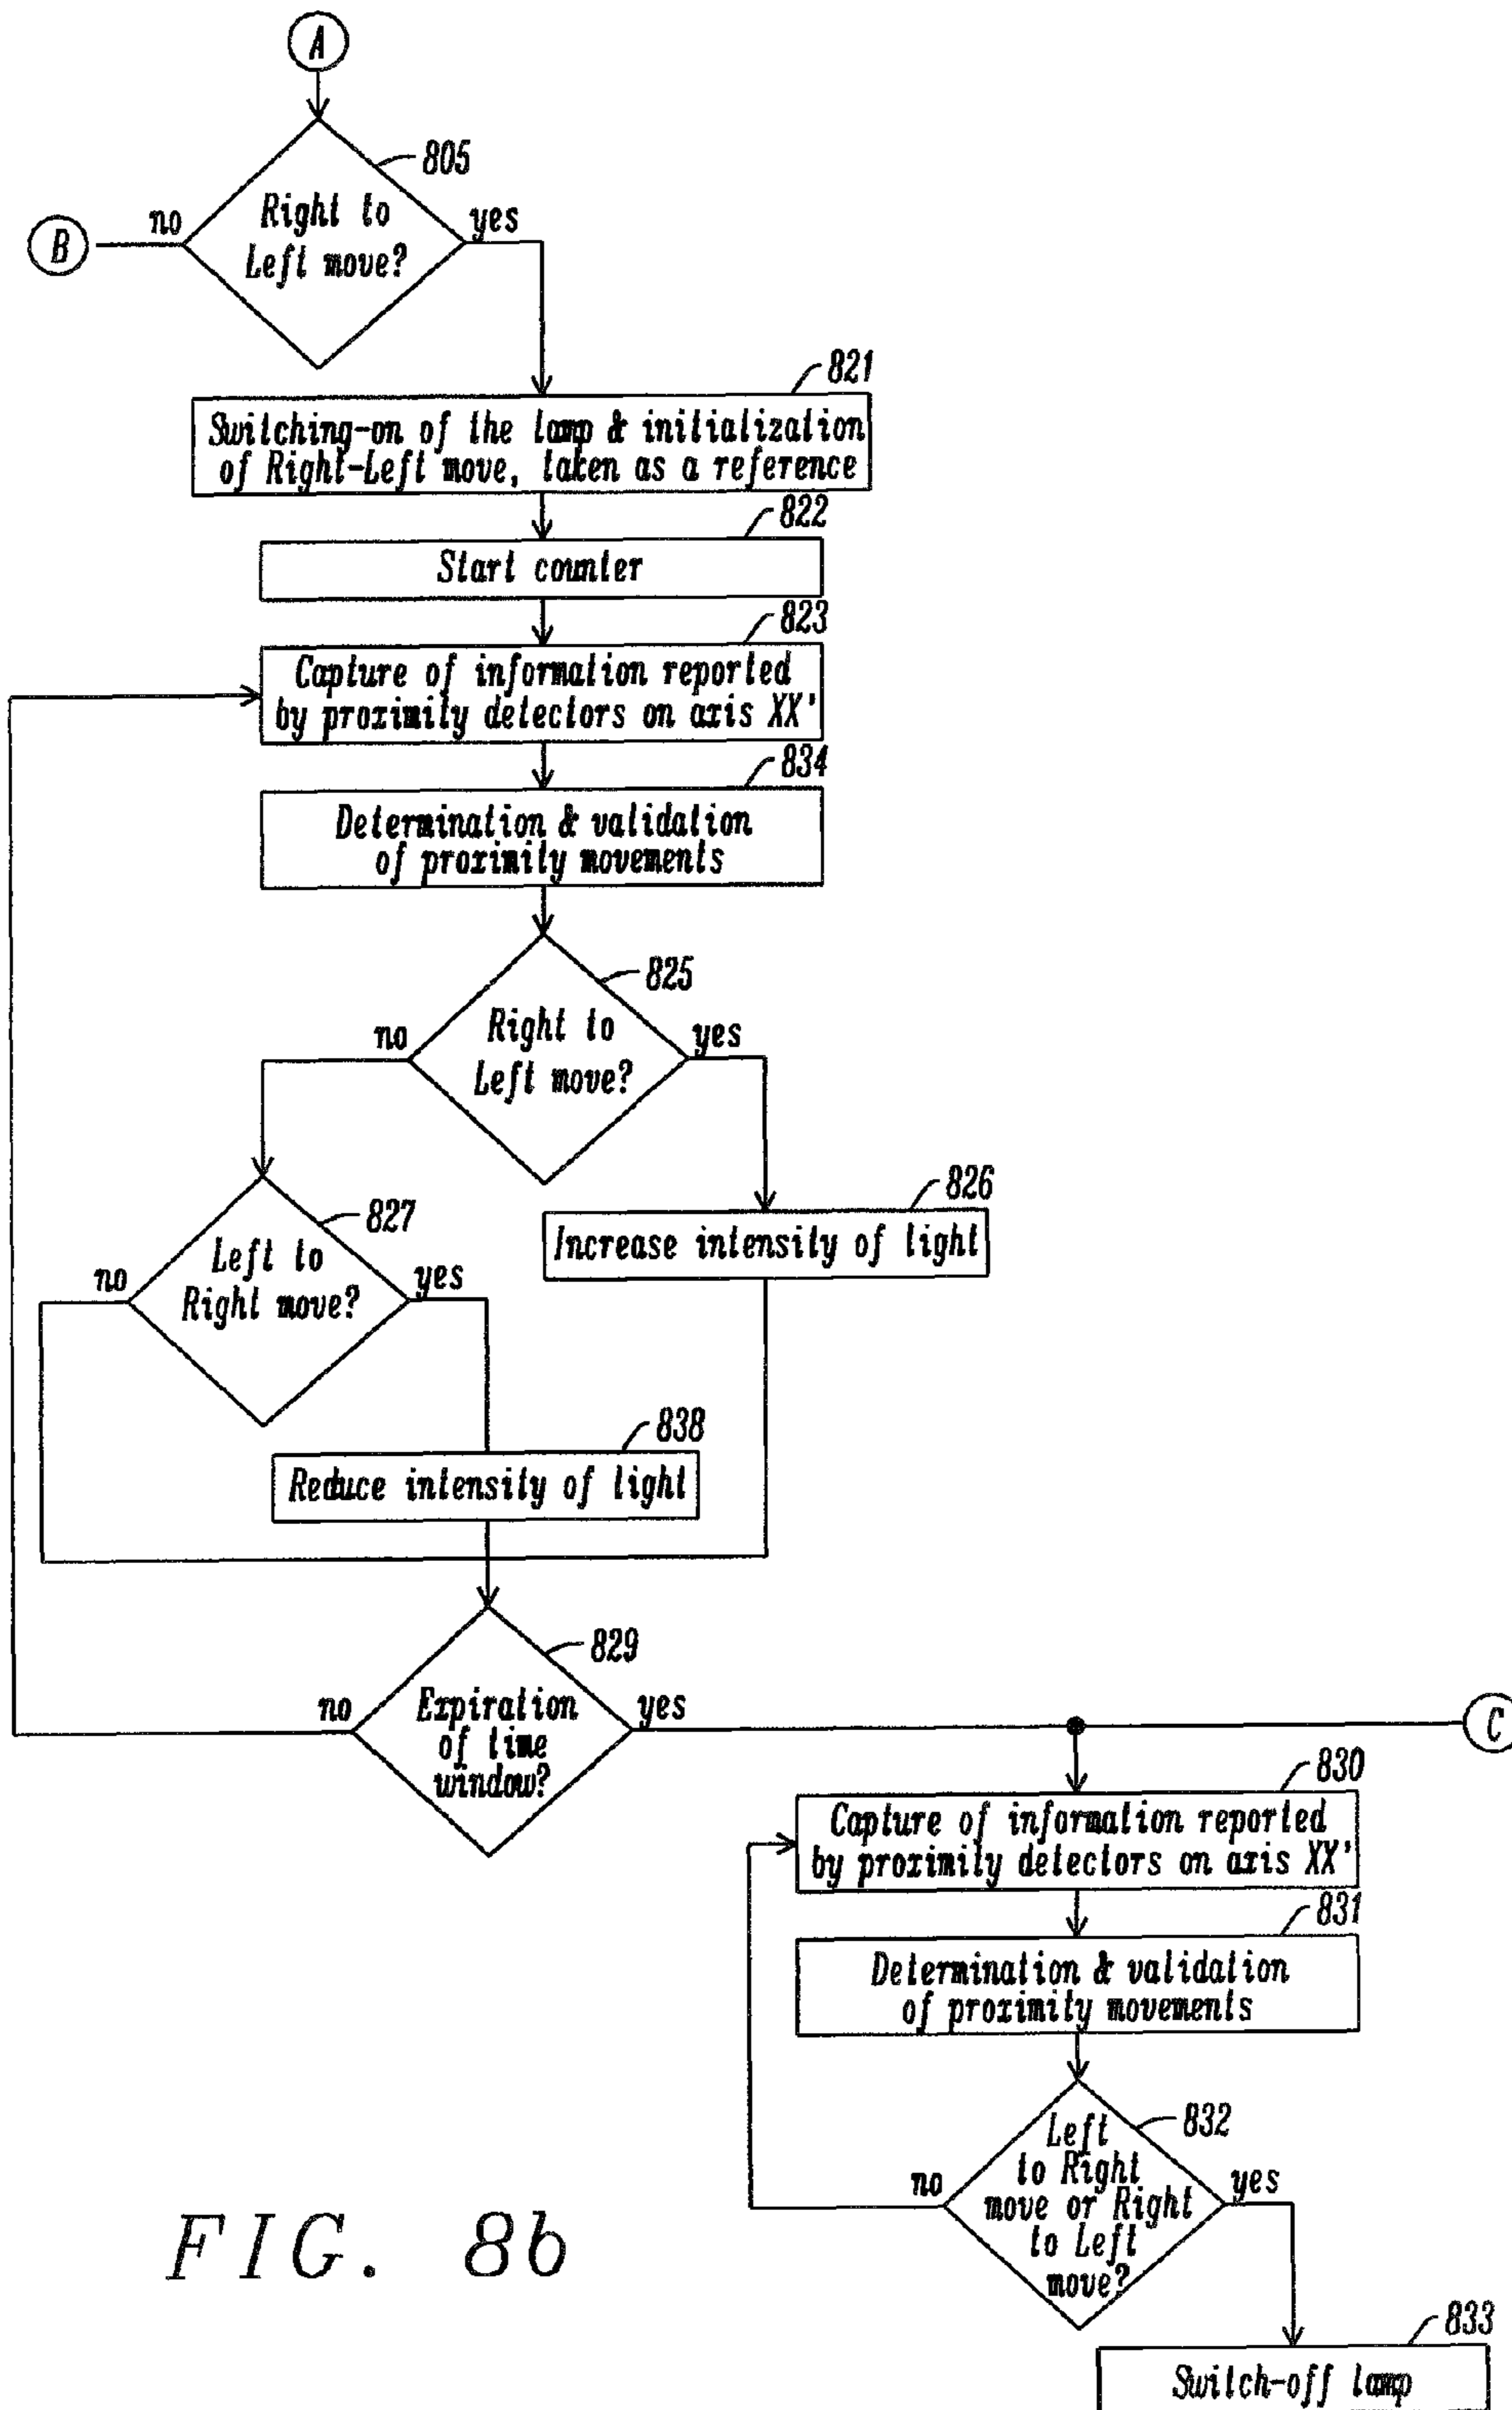 A
805
Right to
Left move?
no
yes
B
821
Switching-on of the lamp & initialization
of Right-Left move, taken as a reference
822
Start counter
823
Capture of information reported
by proximity detectors on axis XX'
834
Determination & validation
of proximity movements
825
Right to
Left move?
no
yes
826
Increase intensity of light
827
Left to
Right move?
no
yes
838
Reduce intensity of light
829
Expiration
of time
window?
no
yes
C
830
Capture of information reported
by proximity detectors on axis XX'
831
Determination & validation
of proximity movements
832
Left
to Right
move or Right
to Left
move?
no
yes
833
Switch-off lamp
FIG. 8b